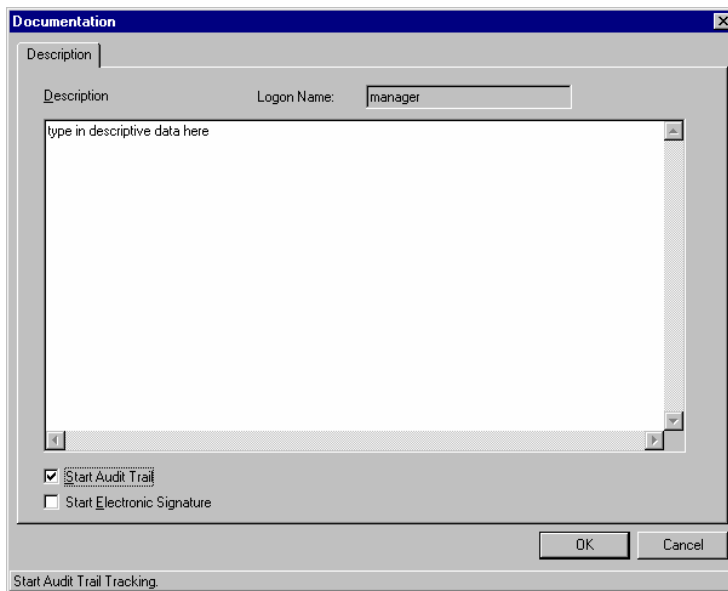 Documentation
Description
Description Logon Name: manager
type in descriptive data here
Start Audit Trail
Start Electronic Signature
OK Cancel
Start Audit Trail Tracking.